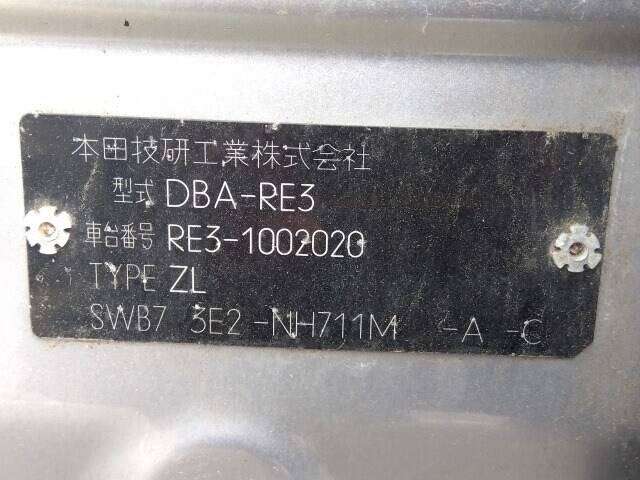 本田技研工業株式会社
型式 DBA-RE3
車台番号 RE3-1002020
TYPE ZL
SWB7 3E2-NH711M -A -C